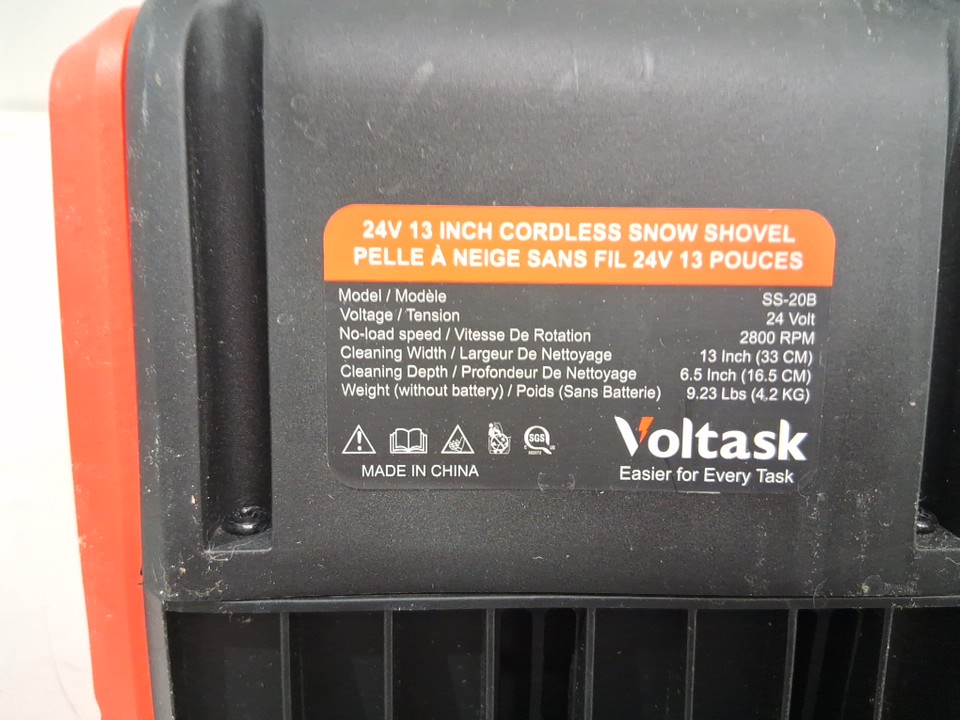 24V 13 INCH CORDLESS SNOW SHOVEL
PELLE À NEIGE SANS FIL 24V 13 POUCES
Model / Modèle SS-20B
Voltage / Tension 24 Volt
No-load speed / Vitesse De Rotation 2800 RPM
Cleaning Width / Largeur De Nettoyage 13 Inch (33 CM)
Cleaning Depth / Profondeur De Nettoyage 6.5 Inch (16.5 CM)
Weight (without battery) / Poids (Sans Batterie) 9.23 Lbs (4.2 KG)
SGS
MADE IN CHINA
Voltask
Easier for Every Task